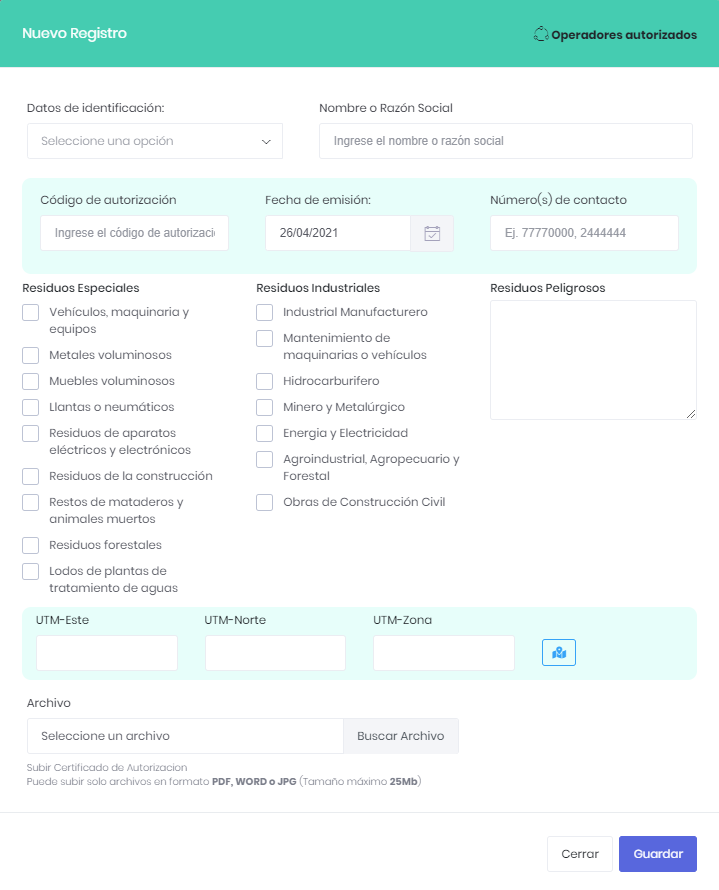 Nuevo Registro
Operadores autorizados
Datos de identificación:
Nombre o Razón Social
Seleccione una opción
Ingrese el nombre o razón social
Código de autorización
Fecha de emisión:
Número(s) de contacto
Ingrese el código de autorizaci
26/04/2021
Ej. 77770000, 2444444
Residuos Especiales
Vehículos, maquinaria y
equipos
Metales voluminosos
Muebles voluminosos
Llantas o neumáticos
Residuos de aparatos
eléctricos y electrónicos
Residuos de la construcción
Restos de mataderos y
animales muertos
Residuos forestales
Lodos de plantas de
tratamiento de aguas
Residuos Industriales
Industrial Manufacturero
Mantenimiento de
maquinarias o vehículos
Hidrocarburifero
Minero y Metalúrgico
Energia y Electricidad
Agroindustrial, Agropecuario y
Forestal
Obras de Construcción Civil
Residuos Peligrosos
UTM-Este
UTM-Norte
UTM-Zona
Archivo
Seleccione un archivo
Buscar Archivo
Subir Certificado de Autorizacion
Puede subir solo archivos en formato PDF, WORD o JPG (Tamaño máximo 25Mb)
Cerrar
Guardar